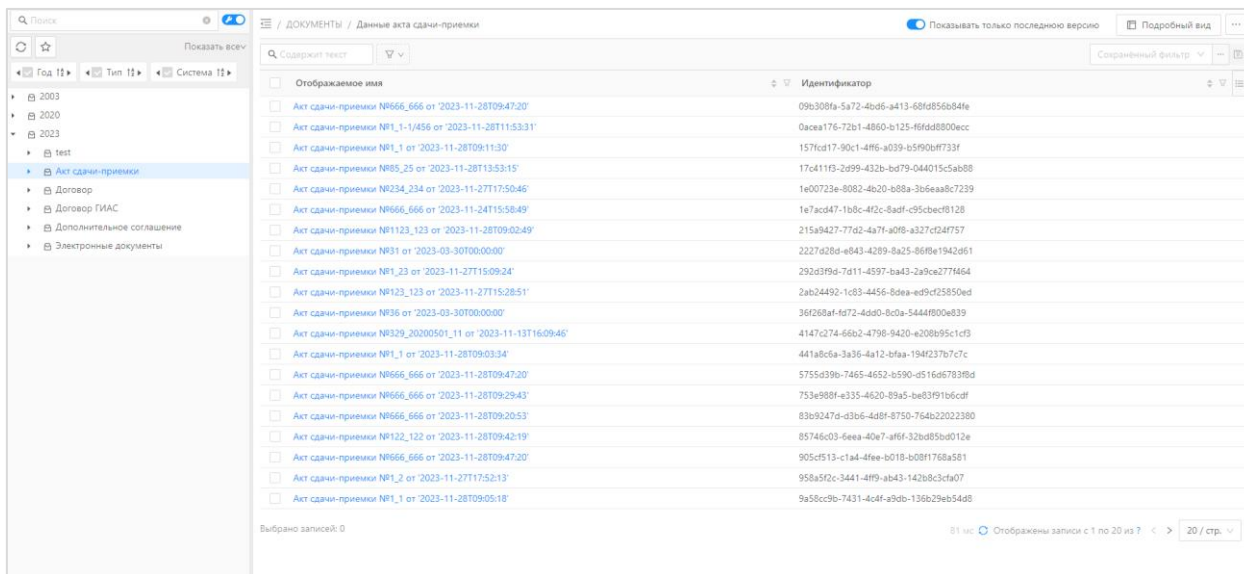 Поиск
Показать все
Год Тип Система
2003
2020
2023
test
Акт сдачи-приемки
Договор
Договор ГИАС
Дополнительное соглашение
Электронные документы
/ ДОКУМЕНТЫ / Данные акта сдачи-приемки
Показывать только последнюю версию Подробный вид ...
Содержит текст Сохранённый фильтр
Отображаемое имя Идентификатор
Акт сдачи-приемки №666_666 от '2023-11-28T09:47:20' 09b308fa-5a72-4bd6-a413-68fd856b84fe
Акт сдачи-приемки №1_1-1/456 от '2023-11-28T11:53:31' 0acea176-72b1-4860-b125-f6fdd8800ecc
Акт сдачи-приемки №1_1 от '2023-11-28T09:11:30' 157fcd17-90c1-4ff6-a039-b5f90bff733f
Акт сдачи-приемки №85_25 от '2023-11-28T13:53:15' 17c411f3-2d99-432b-bd79-044015c5ab88
Акт сдачи-приемки №234_234 от '2023-11-27T17:50:46' 1e00723e-8082-4b20-b88a-3b6eaa8c7239
Акт сдачи-приемки №666_666 от '2023-11-24T15:58:49' 1e7acd47-1b8c-4f2c-8adf-c95cbecf8128
Акт сдачи-приемки №1123_123 от '2023-11-28T09:02:49' 215a9427-77d2-4a7f-a0f8-a327cf24f757
Акт сдачи-приемки №31 от '2023-03-30T00:00:00' 2227d28d-e843-4289-8a25-86f8e1942d61
Акт сдачи-приемки №1_23 от '2023-11-27T15:09:24' 292d3f9d-7d11-4597-ba43-2a9ce277f464
Акт сдачи-приемки №123_123 от '2023-11-27T15:28:51' 2ab24492-1c83-4456-8dea-ed9cf25850ed
Акт сдачи-приемки №36 от '2023-03-30T00:00:00' 36f268af-fd72-4dd0-8c0a-5444f800e839
Акт сдачи-приемки №329_20200501_11 от '2023-11-13T16:09:46' 4147c274-66b2-4798-9420-e208b95c1cf3
Акт сдачи-приемки №1_1 от '2023-11-28T09:03:34' 441a8c6a-3a36-4a12-bfaa-194f237b7c7c
Акт сдачи-приемки №666_666 от '2023-11-28T09:47:20' 5755d39b-7465-4652-b590-d516d6783f8d
Акт сдачи-приемки №666_666 от '2023-11-28T09:29:43' 753e988f-e335-4620-89a5-be83f91b6cdf
Акт сдачи-приемки №666_666 от '2023-11-28T09:20:53' 83b9247d-d3b6-4d8f-8750-764b22022380
Акт сдачи-приемки №122_122 от '2023-11-28T09:42:19' 85746c03-6eea-40e7-af6f-32bd85bd012e
Акт сдачи-приемки №666_666 от '2023-11-28T09:47:20' 905cf513-c1a4-4fee-b018-b08f1768a581
Акт сдачи-приемки №1_2 от '2023-11-27T17:52:13' 958a5f2c-3441-4ff9-ab43-142b8c3cfa07
Акт сдачи-приемки №1_1 от '2023-11-28T09:05:18' 9a58cc9b-7431-4c4f-a9db-136b29eb54d8
Выбрано записей: 0 81 мс Отображены записи с 1 по 20 из ? < > 20 / стр.